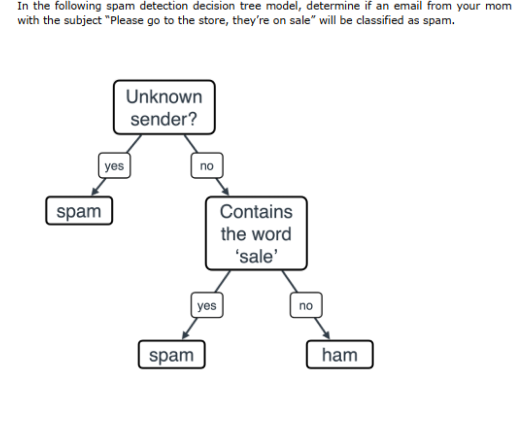 In the following spam detection decision tree model, determine if an email from your mom
with the subject "Please go to the store, they’re on sale” will be classified as spam.
Unknown
sender?
yes
no
spam
Contains
the word
‘sale’
yes
no
spam
ham